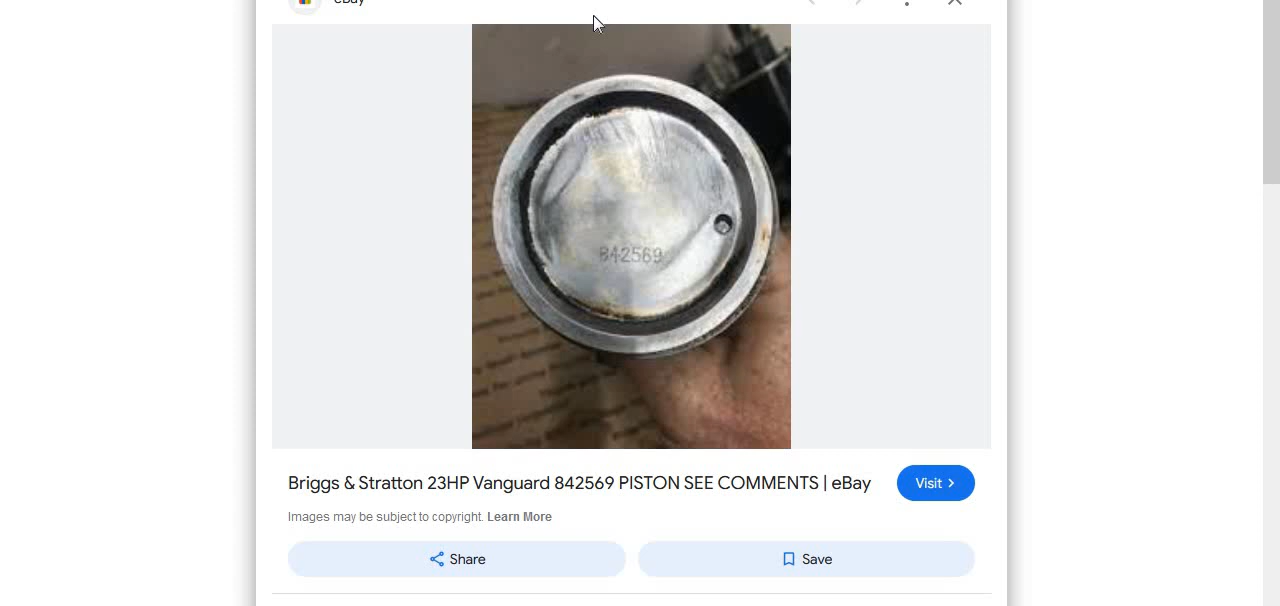 eBay
842569
Briggs & Stratton 23HP Vanguard 842569 PISTON SEE COMMENTS | eBay
Visit
Images may be subject to copyright. Learn More
Share
Save